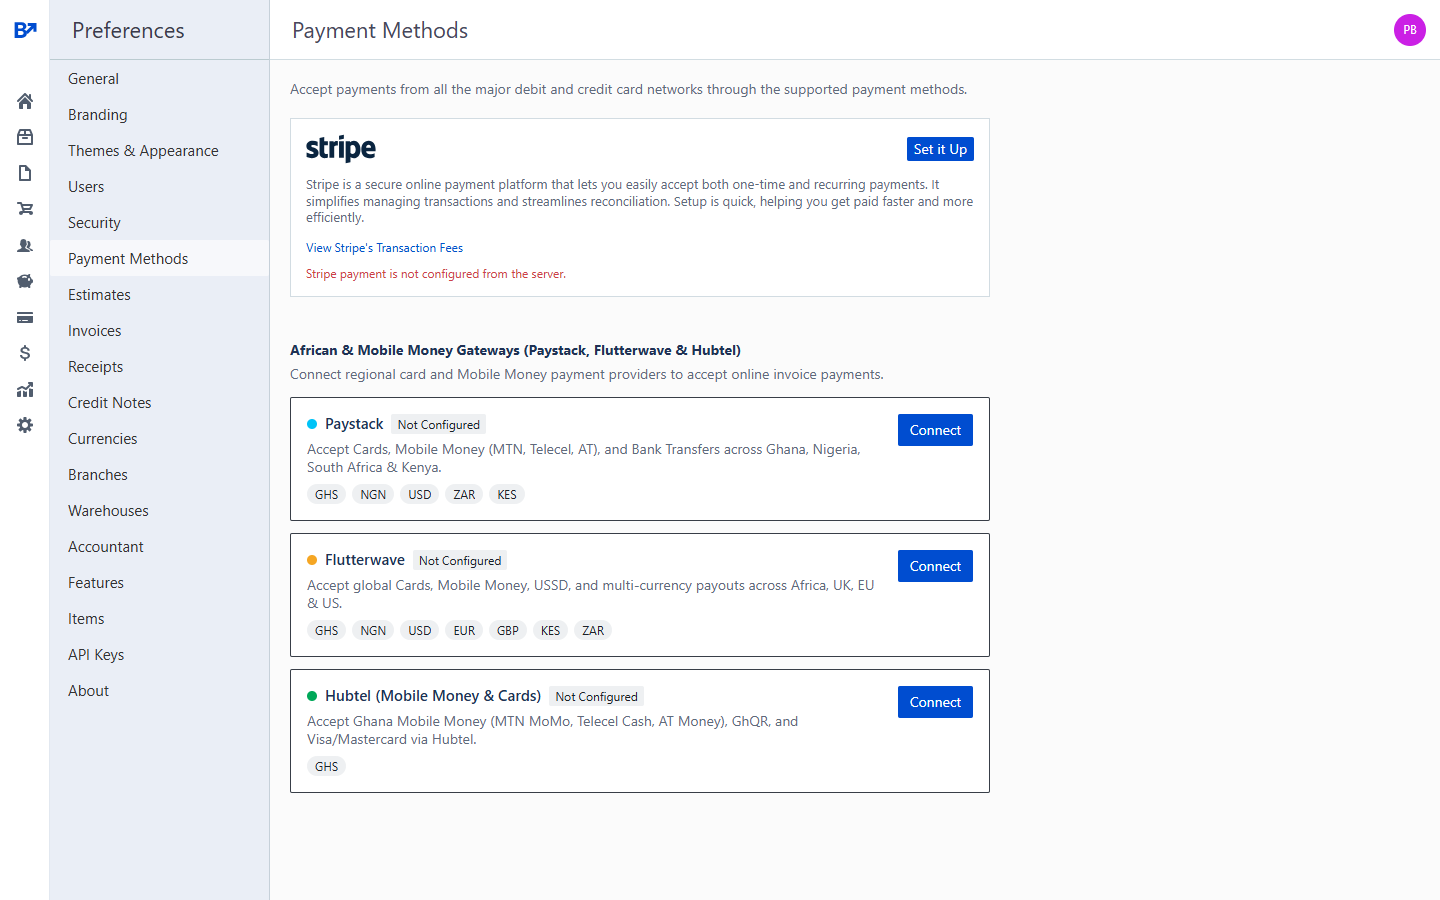 Preferences
Payment Methods
PB
General
Branding
Themes & Appearance
Users
Security
Payment Methods
Estimates
Invoices
Receipts
Credit Notes
Currencies
Branches
Warehouses
Accountant
Features
Items
API Keys
About
Accept payments from all the major debit and credit card networks through the supported payment methods.
stripe
Set it Up
Stripe is a secure online payment platform that lets you easily accept both one-time and recurring payments. It
simplifies managing transactions and streamlines reconciliation. Setup is quick, helping you get paid faster and more
efficiently.
View Stripe's Transaction Fees
Stripe payment is not configured from the server.
African & Mobile Money Gateways (Paystack, Flutterwave & Hubtel)
Connect regional card and Mobile Money payment providers to accept online invoice payments.
Paystack Not Configured
Connect
Accept Cards, Mobile Money (MTN, Telecel, AT), and Bank Transfers across Ghana, Nigeria,
South Africa & Kenya.
GHS NGN USD ZAR KES
Flutterwave Not Configured
Connect
Accept global Cards, Mobile Money, USSD, and multi-currency payouts across Africa, UK, EU
& US.
GHS NGN USD EUR GBP KES ZAR
Hubtel (Mobile Money & Cards) Not Configured
Connect
Accept Ghana Mobile Money (MTN MoMo, Telecel Cash, AT Money), GhQR, and
Visa/Mastercard via Hubtel.
GHS